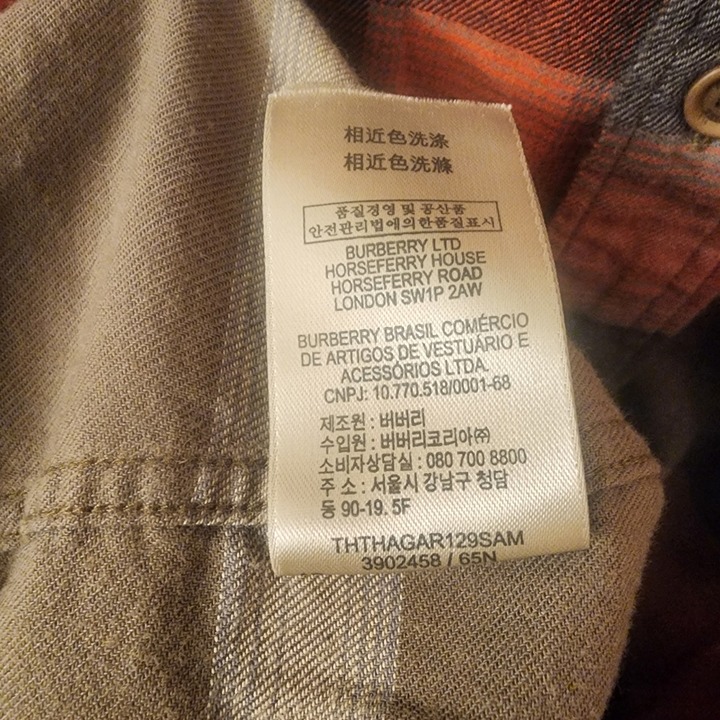 相近色洗涤
相近色洗滌
품질경영 및 공산품
안전관리법에의한품질표시
BURBERRY LTD
HORSEFERRY HOUSE
HORSEFERRY ROAD
LONDON SW1P 2AW
BURBERRY BRASIL COMÉRCIO
DE ARTIGOS DE VESTUÁRIO E
ACESSÓRIOS LTDA.
CNPJ: 10.770.518/0001-68
제조원 : 버버리
수입원 : 버버리코리아㈜
소비자상담실 : 080 700 8800
주 소 : 서울시 강남구 청담
동 90-19. 5F
THTHAGAR129SAM
3902458 / 65N